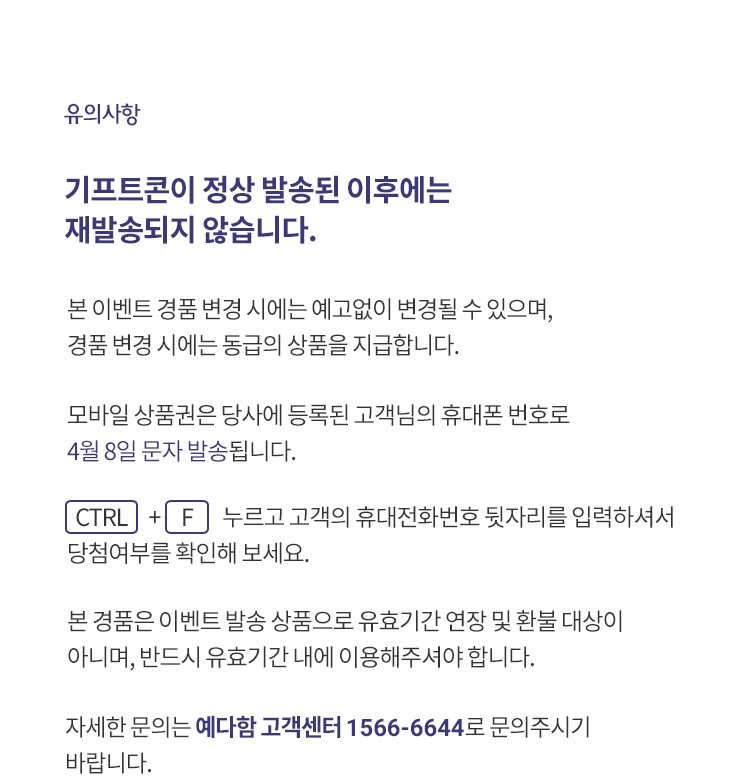 유의사항
기프트콘이 정상 발송된 이후에는
재발송되지 않습니다.
본 이벤트 경품 변경 시에는 예고없이 변경될 수 있으며,
경품 변경 시에는 동급의 상품을 지급합니다.
모바일 상품권은 당사에 등록된 고객님의 휴대폰 번호로
4월 8일 문자 발송됩니다.
CTRL + F 누르고 고객의 휴대전화번호 뒷자리를 입력하셔서
당첨여부를 확인해 보세요.
본 경품은 이벤트 발송 상품으로 유효기간 연장 및 환불 대상이
아니며, 반드시 유효기간 내에 이용해주셔야 합니다.
자세한 문의는 예다함 고객센터 1566-6644로 문의주시기
바랍니다.